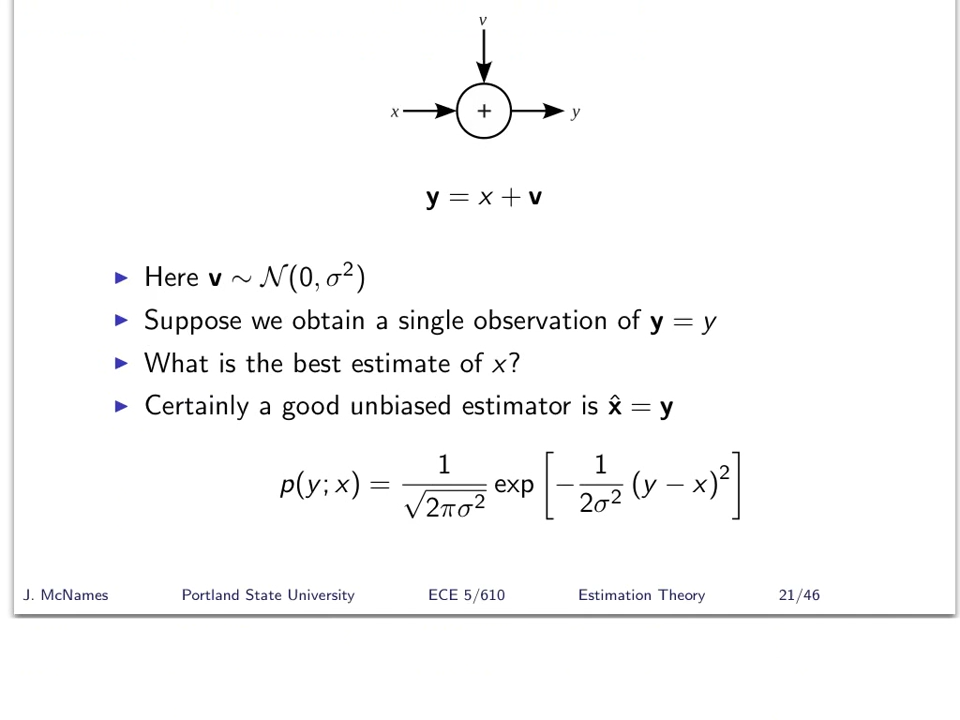 v
x + y
y = x + v
▶ Here v ∼ 𝒩(0, σ²)
▶ Suppose we obtain a single observation of y = y
▶ What is the best estimate of x?
▶ Certainly a good unbiased estimator is x̂ = y
p(y; x) = 1/√(2πσ²) exp [−1/(2σ²) (y − x)²]
J. McNames Portland State University ECE 5/610 Estimation Theory 21/46